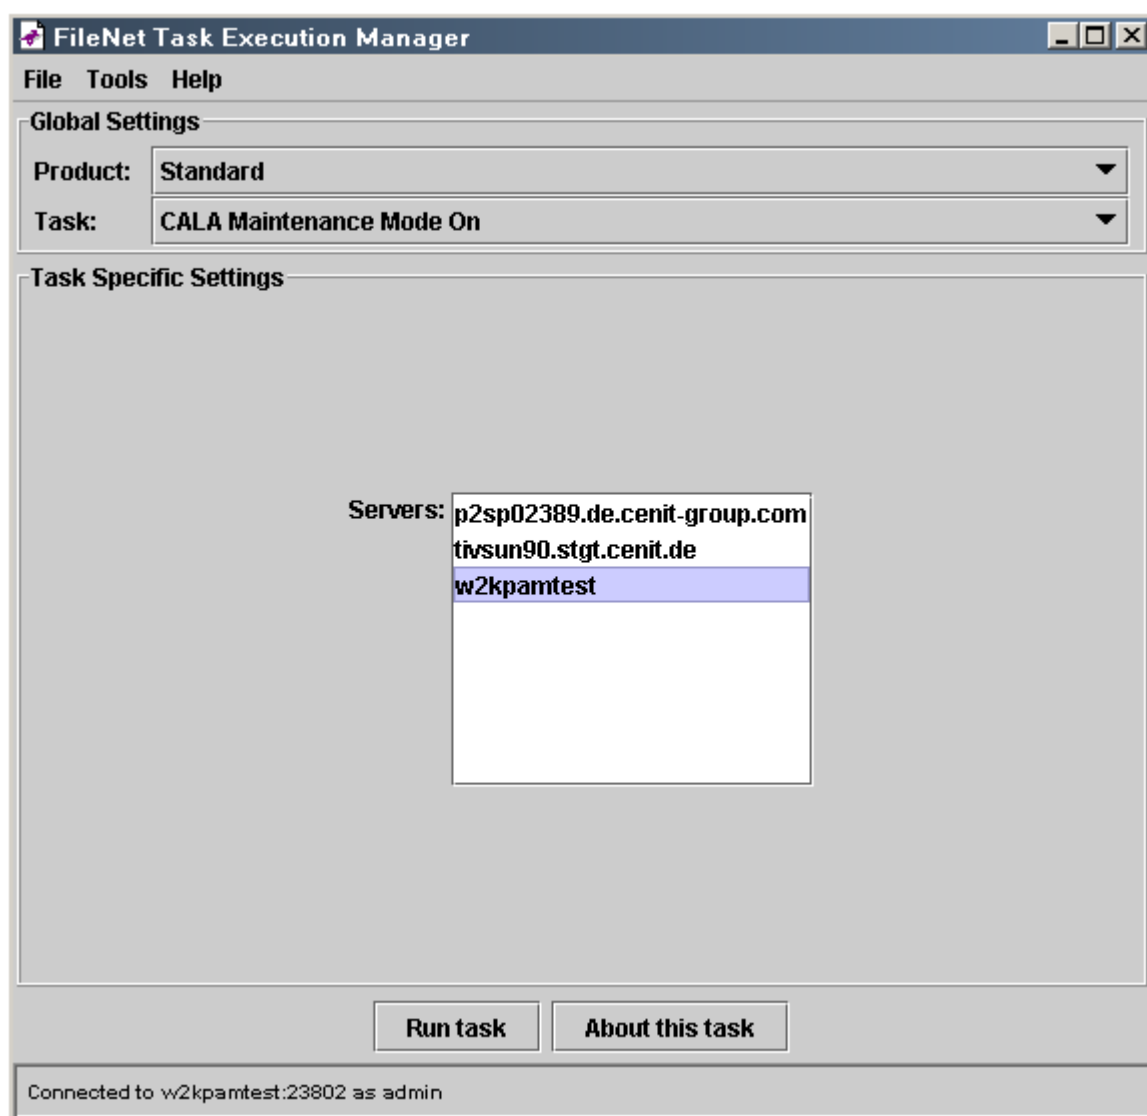 FileNet Task Execution Manager
File Tools Help
Global Settings
Product: Standard
Task: CALA Maintenance Mode On
Task Specific Settings
Servers: p2sp02389.de.cenit-group.com
tivsun90.stgt.cenit.de
w2kpamtest
Run task About this task
Connected to w2kpamtest:23802 as admin